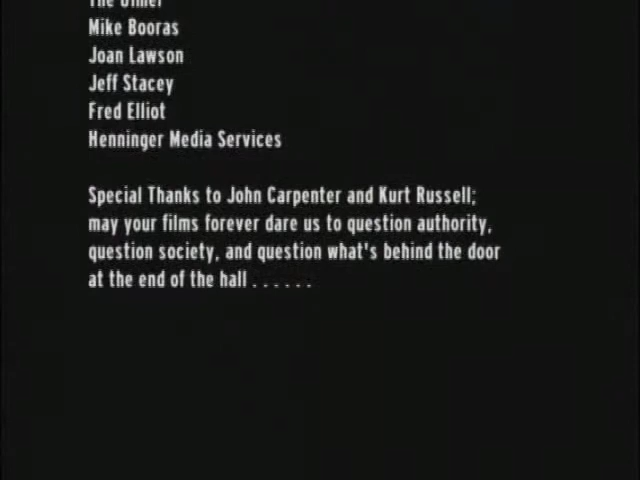 The Diner
Mike Booras
Joan Lawson
Jeff Stacey
Fred Elliot
Henninger Media Services
Special Thanks to John Carpenter and Kurt Russell;
may your films forever dare us to question authority,
question society, and question what's behind the door
at the end of the hall . . . . . .